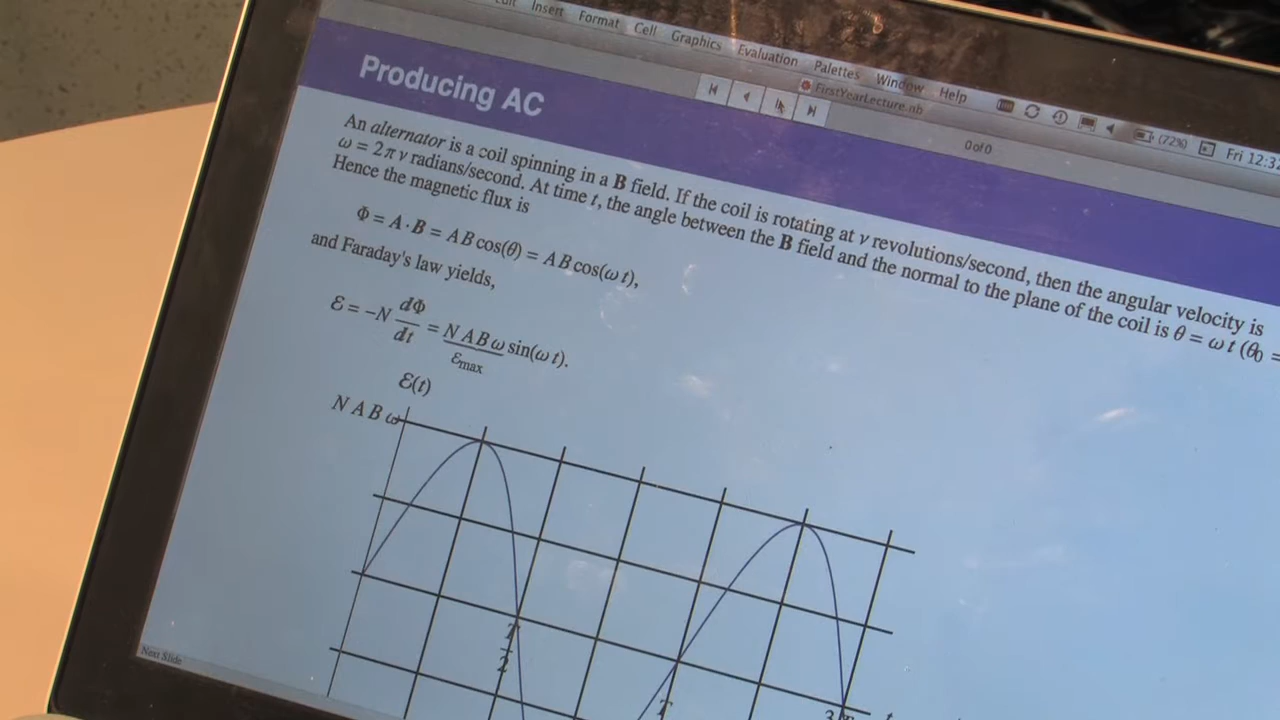 Edit Insert Format Cell Graphics Evaluation Palettes Window Help
FirstYearLecture.nb
(72%) Fri 12:3
0 of 0
Producing AC
An alternator is a coil spinning in a B field. If the coil is rotating at ν revolutions/second, then the angular velocity is
ω = 2 π ν radians/second. At time t, the angle between the B field and the normal to the plane of the coil is θ = ω t (θ₀ =
Hence the magnetic flux is
Φ = A · B = A B cos(θ) = A B cos(ω t),
and Faraday's law yields,
ℰ = −N dΦ/dt = N A B ω sin(ω t).
ℰmax
ℰ(t)
N A B ω
T/2
T
3
t
Next Slide